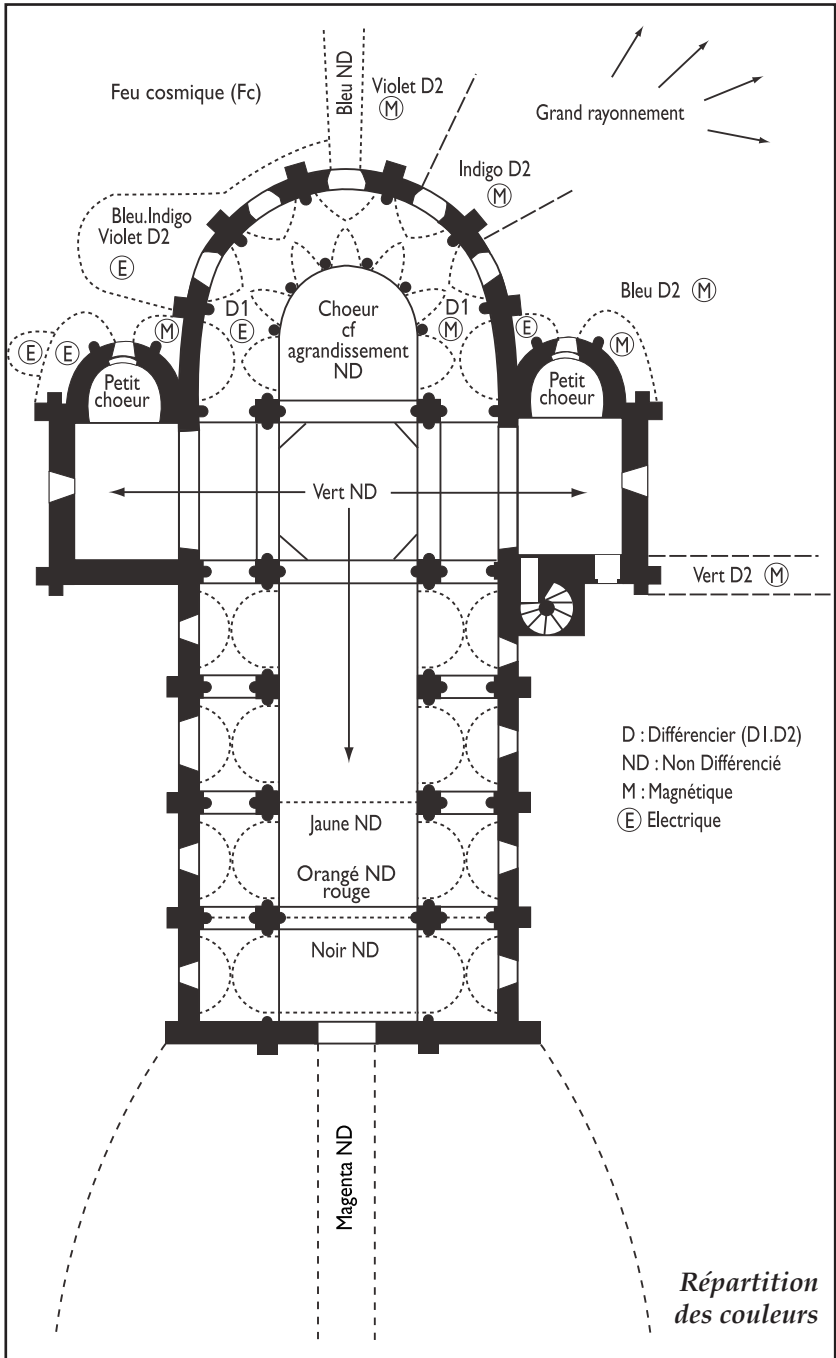 Feu cosmique (Fc)
Bleu ND
Violet D2
M
Grand rayonnement
Indigo D2
M
Bleu.Indigo
Violet D2
E
D1
E
Choeur
cf
agrandissement
ND
D1
M
Bleu D2 M
E
E
M
E
M
Petit
choeur
Petit
choeur
Vert ND
Vert D2 M
D : Différencier (D1.D2)
ND : Non Différencié
M : Magnétique
E Electrique
Jaune ND
Orangé ND
rouge
Noir ND
Magenta ND
Répartition
des couleurs